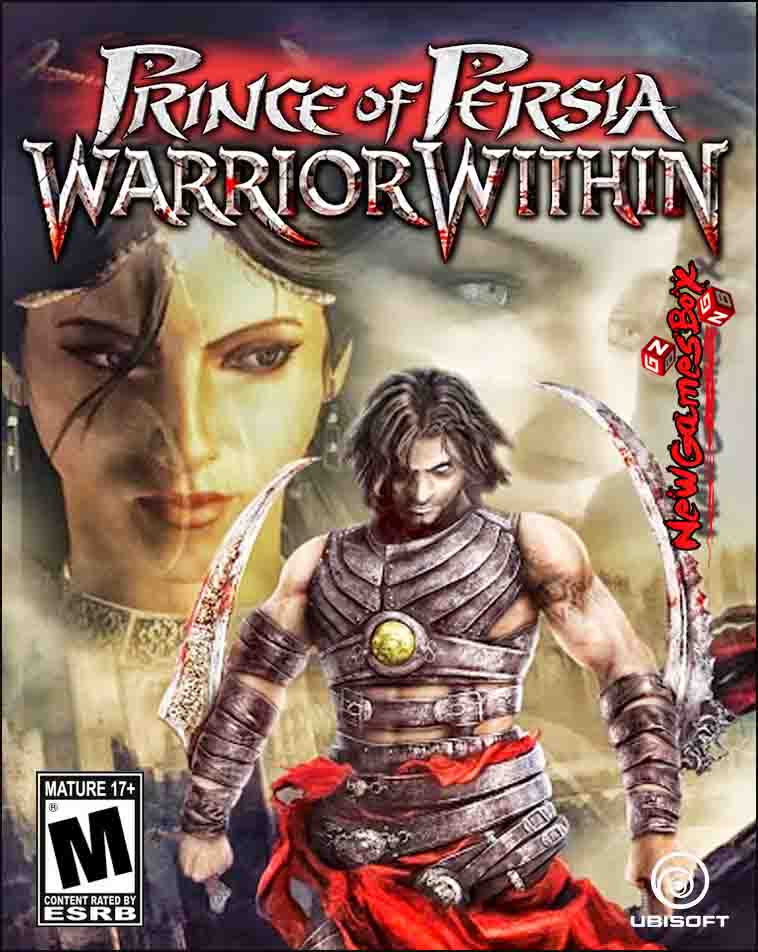 PRINCE OF PERSIA
WARRIOR WITHIN
NewGamesBox
MATURE 17+
®
M
CONTENT RATED BY
ESRB
UBISOFT